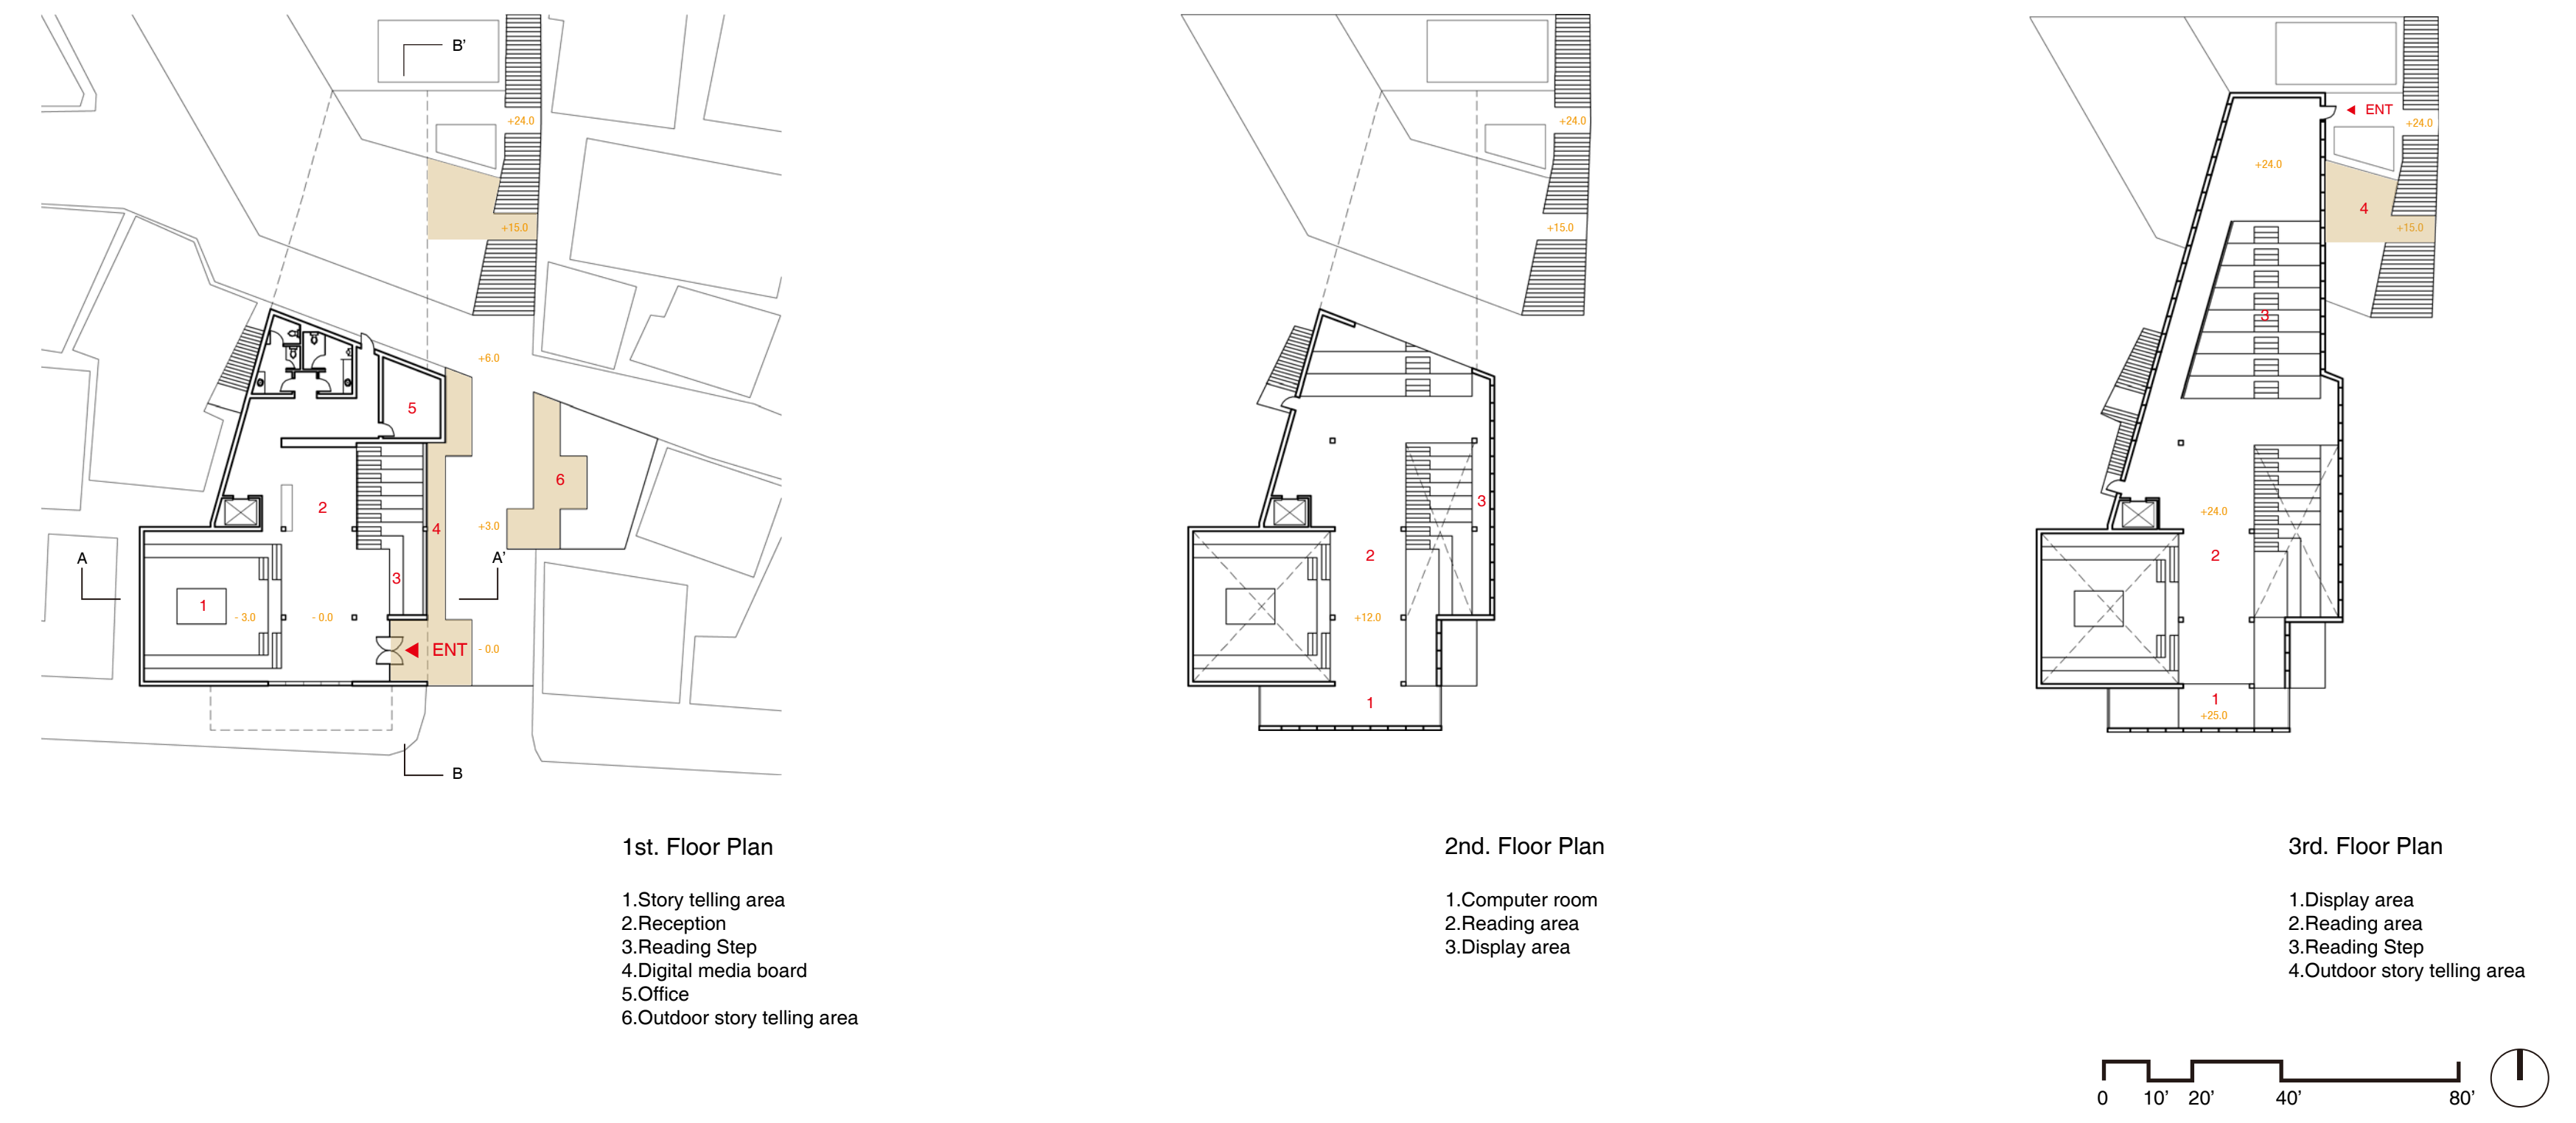 B’
+24.0
+15.0
+6.0
5
6
2
4
+3.0
A
A’
3
1
- 3.0
- 0.0
ENT
- 0.0
B
1st. Floor Plan
1.Story telling area
2.Reception
3.Reading Step
4.Digital media board
5.Office
6.Outdoor story telling area
+24.0
+15.0
3
2
+12.0
1
2nd. Floor Plan
1.Computer room
2.Reading area
3.Display area
ENT
+24.0
+24.0
4
+15.0
3
+24.0
2
1
+25.0
3rd. Floor Plan
1.Display area
2.Reading area
3.Reading Step
4.Outdoor story telling area
0 10’ 20’ 40’ 80’